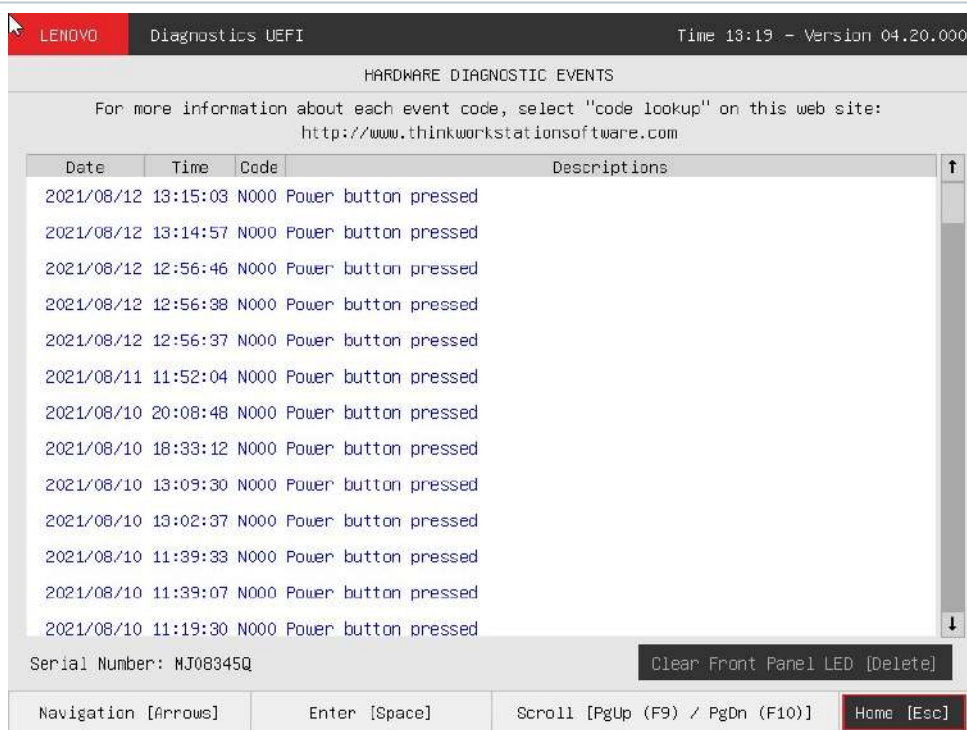 LENOVO Diagnostics UEFI Time 13:19 - Version 04.20.000
HARDWARE DIAGNOSTIC EVENTS
For more information about each event code, select "code lookup" on this web site:
http://www.thinkworkstationsoftware.com
Date Time Code Descriptions
2021/08/12 13:15:03 N000 Power button pressed
2021/08/12 13:14:57 N000 Power button pressed
2021/08/12 12:56:46 N000 Power button pressed
2021/08/12 12:56:38 N000 Power button pressed
2021/08/12 12:56:37 N000 Power button pressed
2021/08/11 11:52:04 N000 Power button pressed
2021/08/10 20:08:48 N000 Power button pressed
2021/08/10 18:33:12 N000 Power button pressed
2021/08/10 13:09:30 N000 Power button pressed
2021/08/10 13:02:37 N000 Power button pressed
2021/08/10 11:39:33 N000 Power button pressed
2021/08/10 11:39:07 N000 Power button pressed
2021/08/10 11:19:30 N000 Power button pressed
Serial Number: MJ08345Q Clear Front Panel LED [Delete]
Navigation [Arrows] Enter [Space] Scroll [PgUp (F9) / PgDn (F10)] Home [Esc]